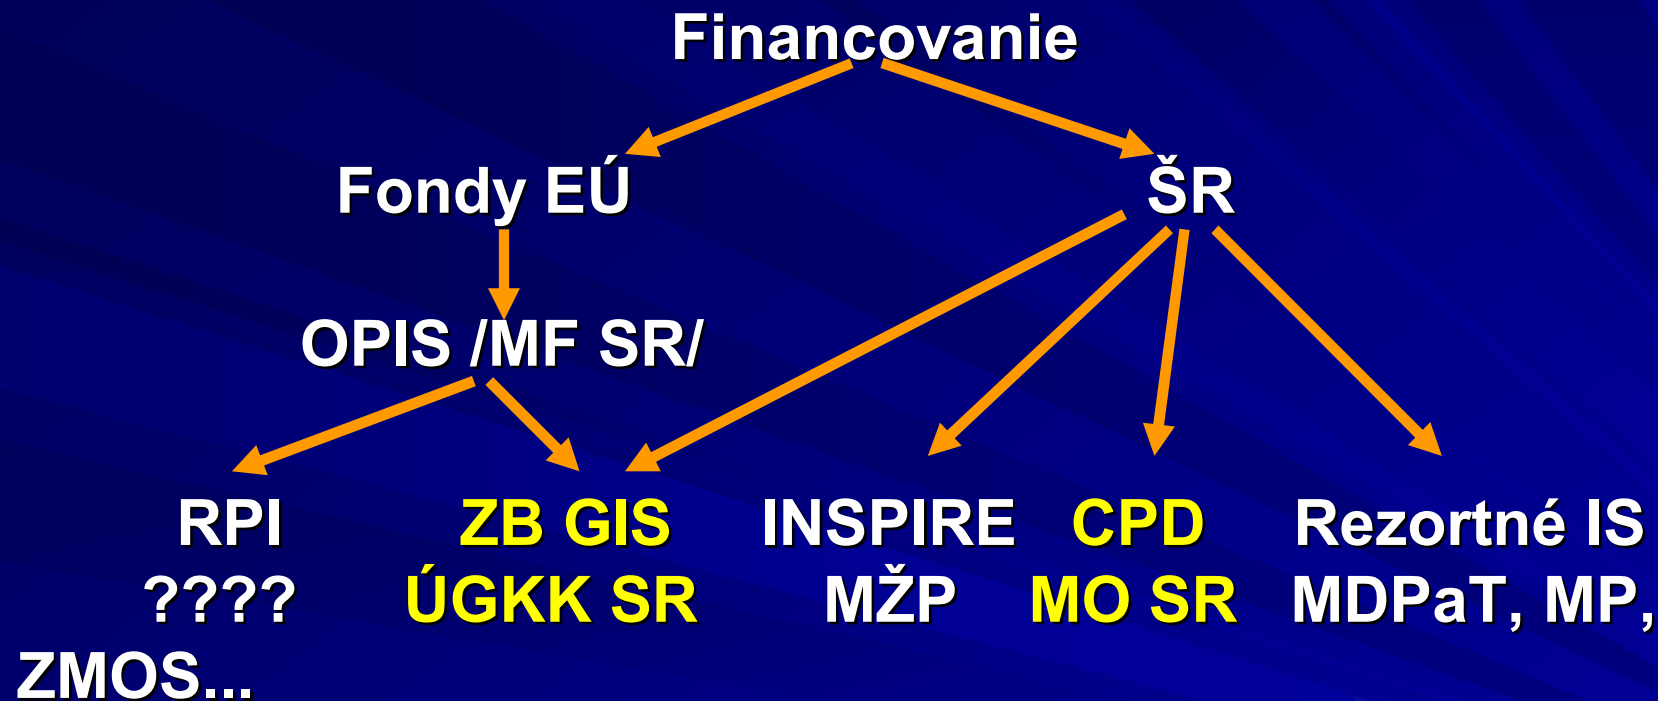 Financovanie
Fondy EÚ ŠR
OPIS /MF SR/
RPI ZB GIS INSPIRE CPD Rezortné IS
???? ÚGKK SR MŽP MO SR MDPaT, MP,
ZMOS...